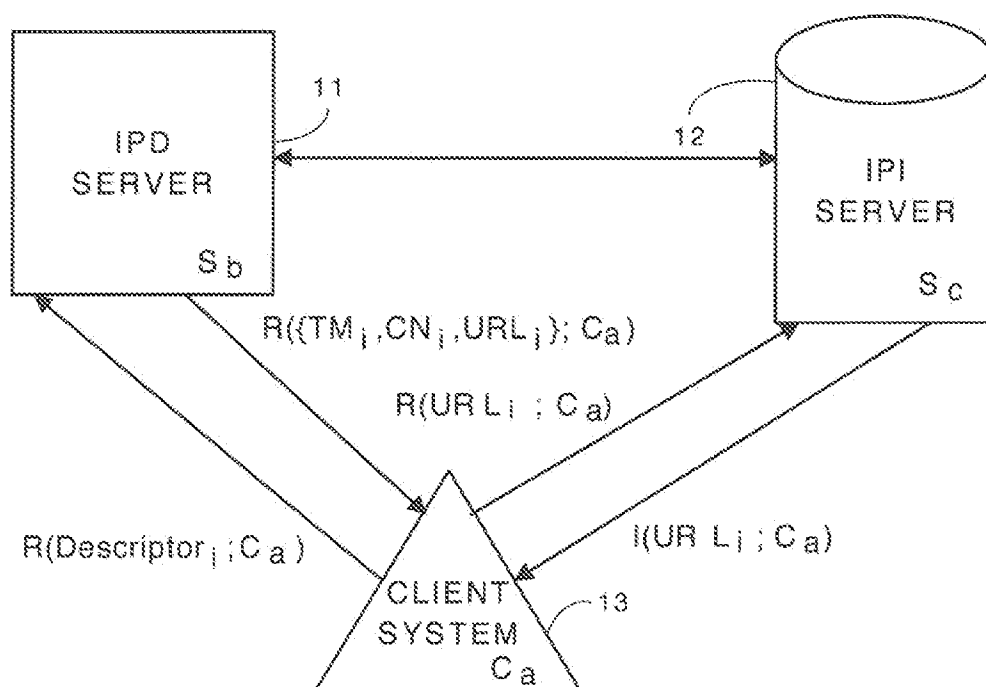 11
IPD
SERVER
S b
12
IPI
SERVER
S c
R({TM i , CN i , URL i }; C a )
R(UR L i ; C a )
R(Descriptor i ; C a )
I(UR L i ; C a )
CLIENT
SYSTEM
C a
13